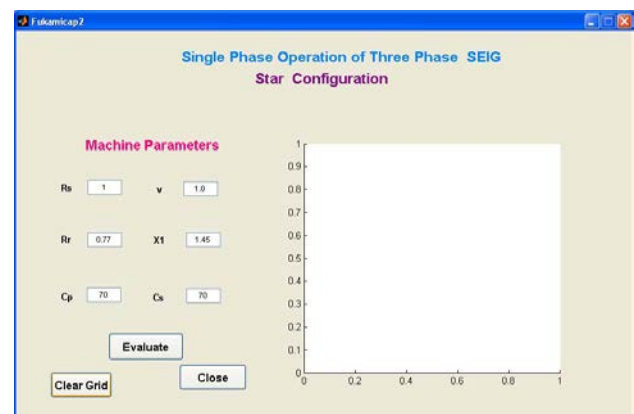 Fukamicap2
Single Phase Operation of Three Phase SEIG
Star Configuration
Machine Parameters
Rs 1 v 1.0
Rr 0.77 X1 1.45
Cp 70 Cs 70
Evaluate
Clear Grid
Close
1
0.9
0.8
0.7
0.6
0.5
0.4
0.3
0.2
0.1
0
0 0.2 0.4 0.6 0.8 1